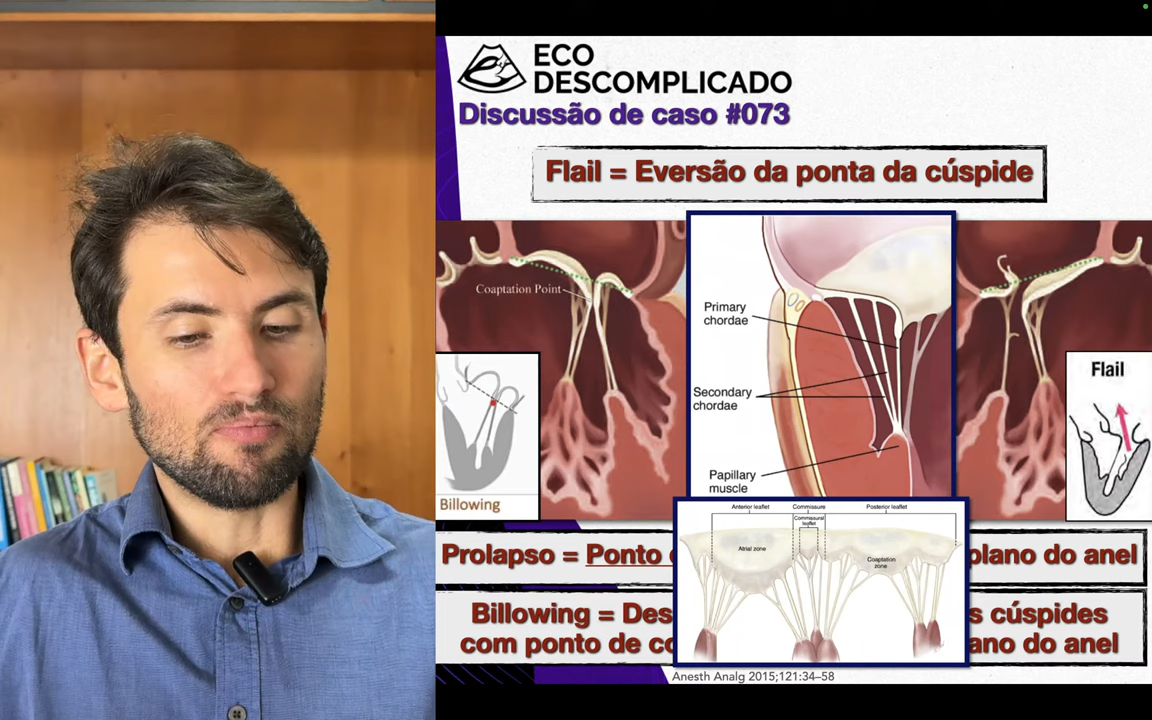 ECO
DESCOMPLICADO
Discussão de caso #073
Flail = Eversão da ponta da cúspide
Coaptation Point
Billowing
Primary
chordae
Secondary
chordae
Papillary
muscle
Flail
Anterior leaflet
Commissure
Posterior leaflet
Commissural
leaflet
Atrial zone
Coaptation
zone
Prolapso = Ponto
plano do anel
Billowing = Des
s cúspides
com ponto de co
ano do anel
Anesth Analg 2015;121:34–58